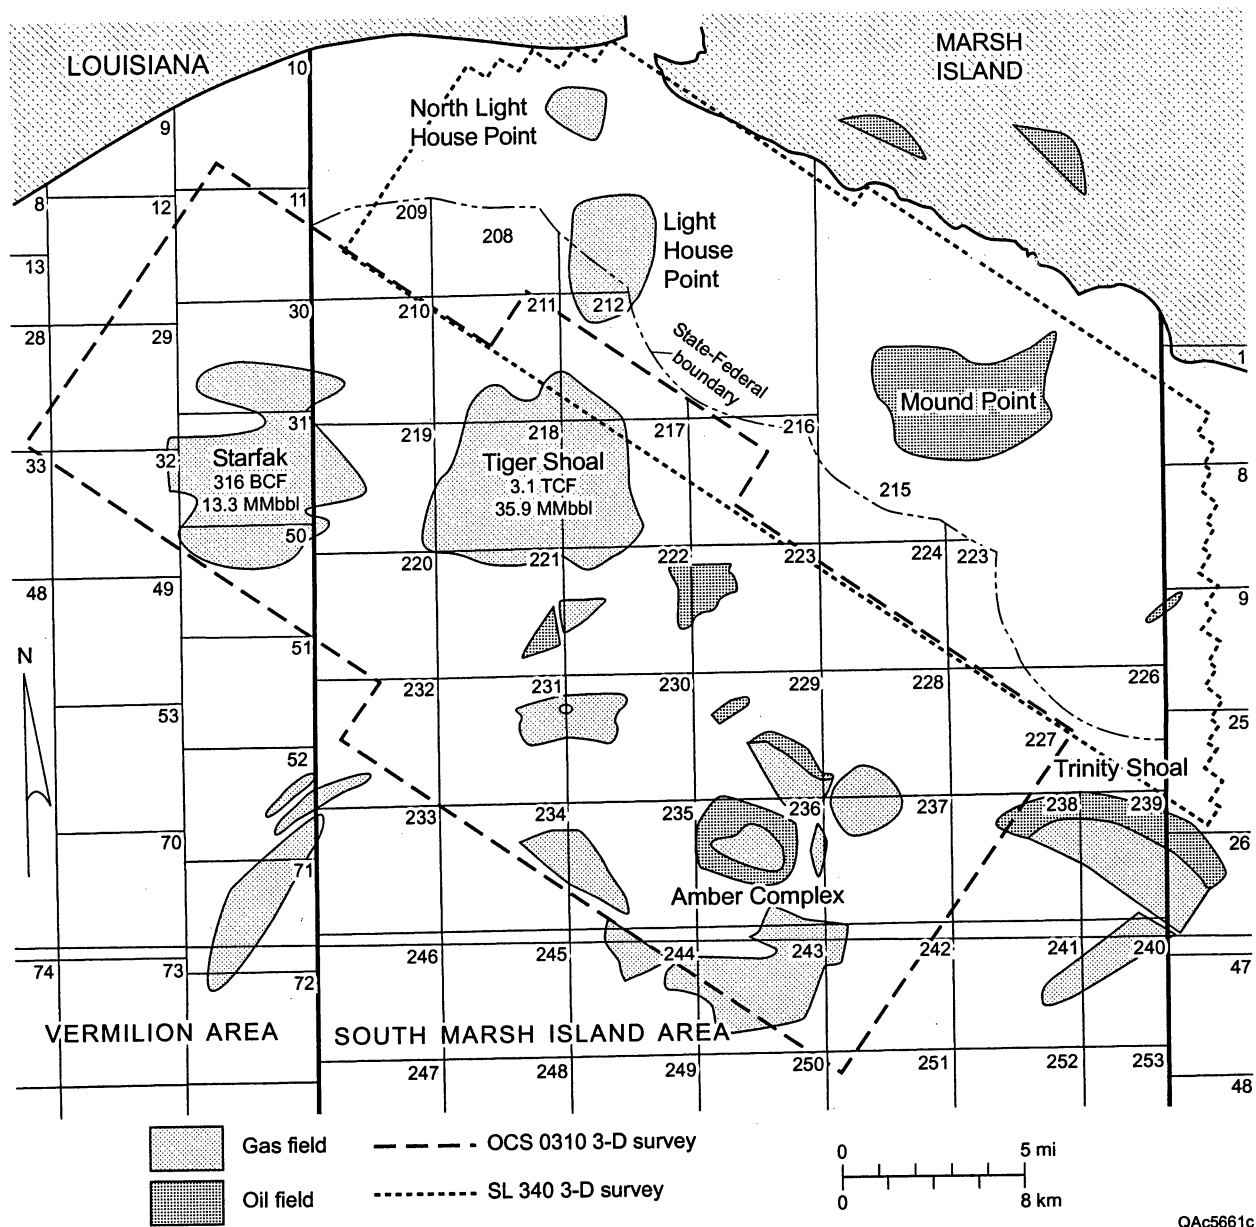 LOUISIANA
10
MARSH
ISLAND
North Light
House Point
9
8
12
11
209
208
Light
House
Point
13
30
210
211
212
28
29
State-Federal
boundary
1
Mound Point
31
219
218
217
216
33
32
Starfak
316 BCF
13.3 MMbbl
Tiger Shoal
3.1 TCF
35.9 MMbbl
8
215
50
220
221
222
223
224
223
48
49
9
51
N
232
231
230
229
228
226
53
25
52
227
Trinity Shoal
233
234
235
236
237
238
239
70
26
71
Amber Complex
74
73
72
246
245
244
243
242
241
240
47
VERMILION AREA
SOUTH MARSH ISLAND AREA
247
248
249
250
251
252
253
48
Gas field
OCS 0310 3-D survey
0
5 mi
Oil field
SL 340 3-D survey
0
8 km
QAc5661c